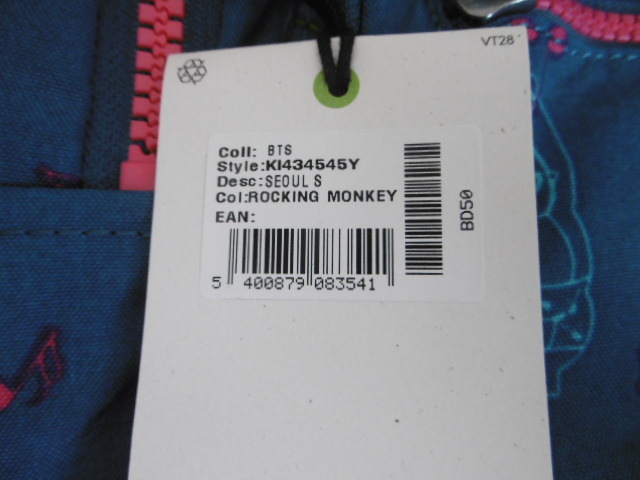 VT28
Coll: BTS
Style:KI434545Y
Desc:SEOUL S
Col:ROCKING MONKEY
EAN:
BD50
5 400879 083541